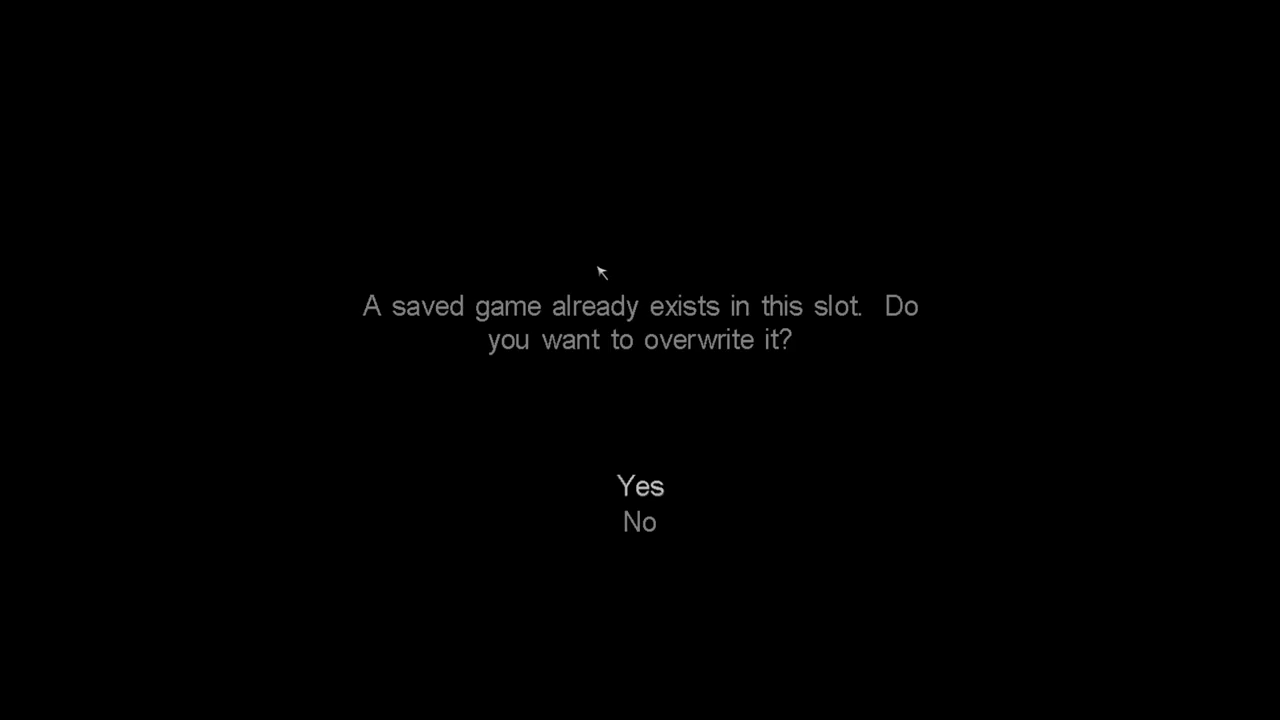 A saved game already exists in this slot.  Do
you want to overwrite it?
Yes
No